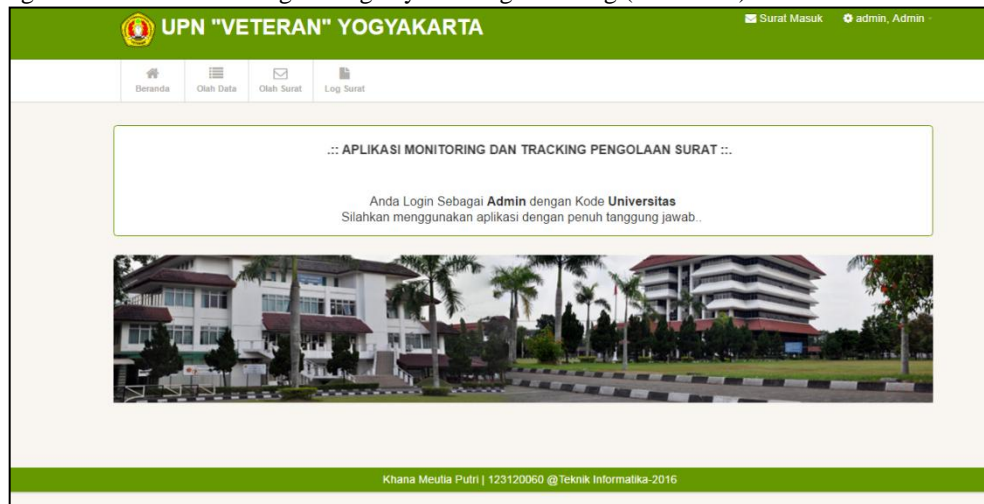 UPN "VETERAN" YOGYAKARTA
Surat Masuk admin, Admin
Beranda Olah Data Olah Surat Log Surat
.:: APLIKASI MONITORING DAN TRACKING PENGOLAAN SURAT ::.
Anda Login Sebagai Admin dengan Kode Universitas
Silahkan menggunakan aplikasi dengan penuh tanggung jawab..
Khana Meutia Putri | 123120060 @Teknik Informatika-2016